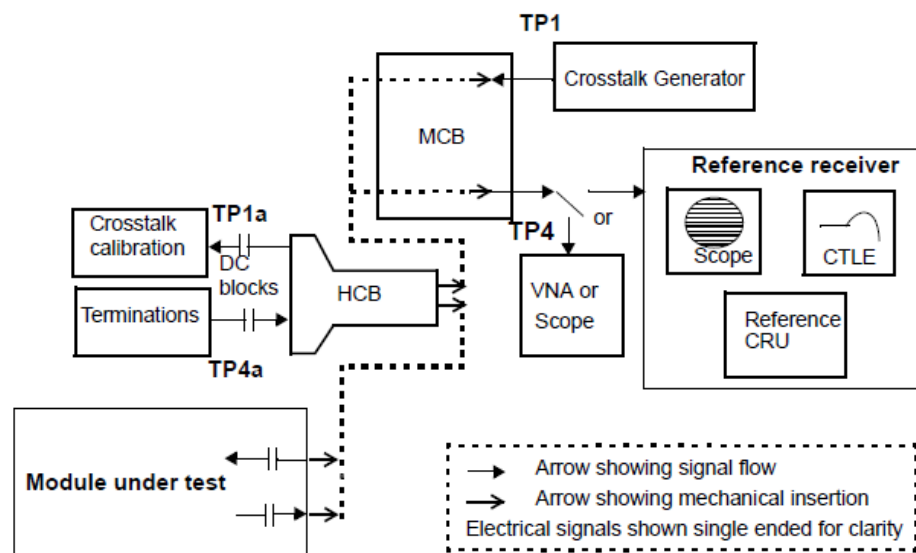 TP1
Crosstalk Generator
MCB
Reference receiver
Scope
CTLE
Reference
CRU
or
TP4
VNA or
Scope
TP1a
Crosstalk
calibration
DC
blocks
HCB
Terminations
TP4a
Module under test
Arrow showing signal flow
Arrow showing mechanical insertion
Electrical signals shown single ended for clarity